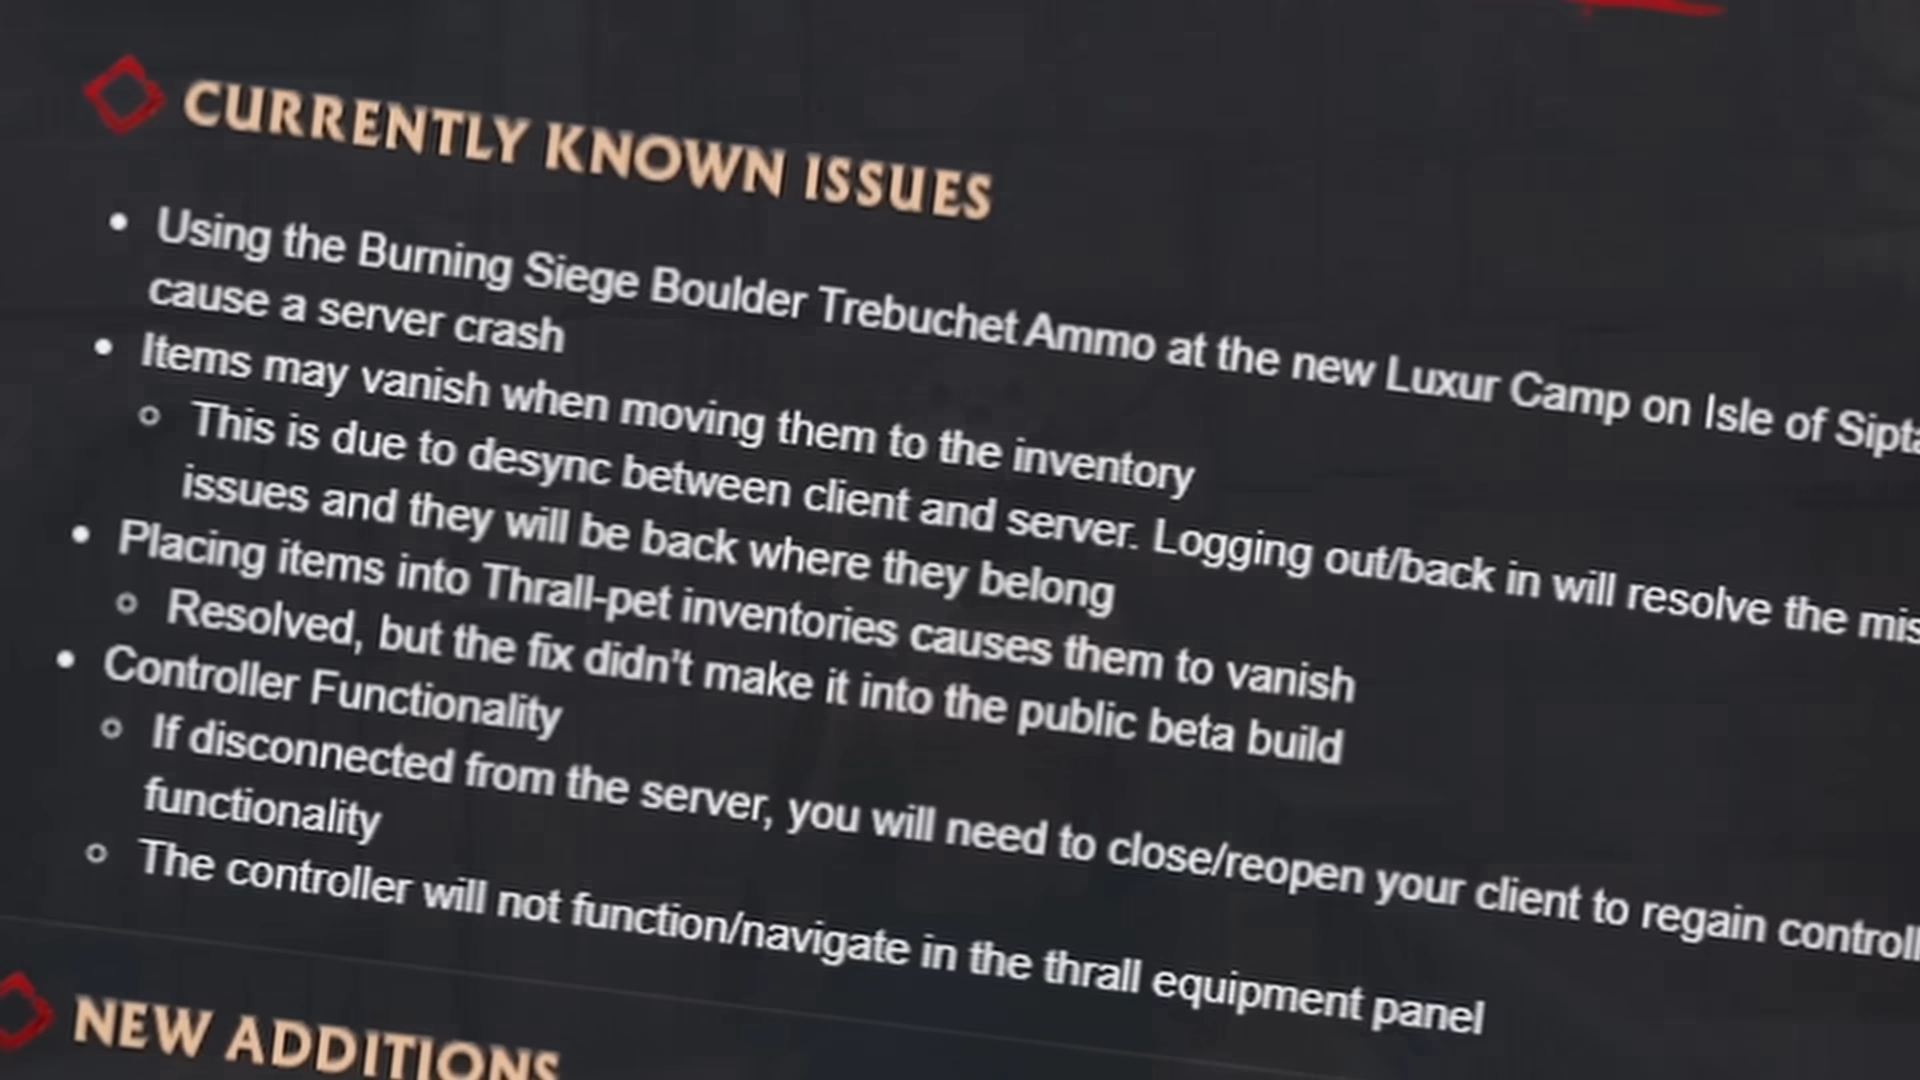 CURRENTLY KNOWN ISSUES
• Using the Burning Siege Boulder Trebuchet Ammo at the new Luxur Camp on Isle of
cause a server crash
• Items may vanish when moving them to the inventory
◦ This is due to desync between client and server. Logging out/back in will resolve the
issues and they will be back where they belong
• Placing items into Thrall-pet inventories causes them to vanish
◦ Resolved, but the fix didn't make it into the public beta build
• Controller Functionality
◦ If disconnected from the server, you will need to close/reopen your client to regain
functionality
◦ The controller will not function/navigate in the thrall equipment panel
NEW ADDITIONS